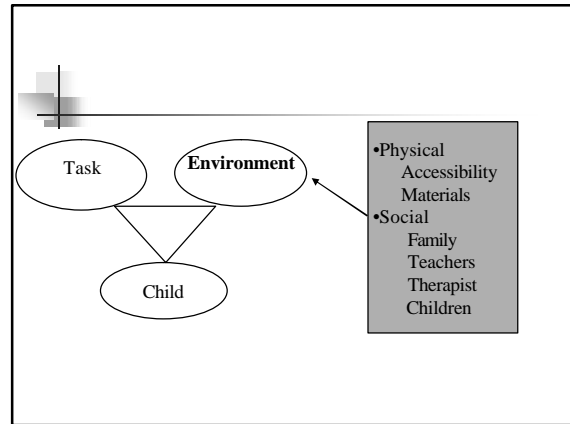 Task
Environment
Child
•Physical
Accessibility
Materials
•Social
Family
Teachers
Therapist
Children